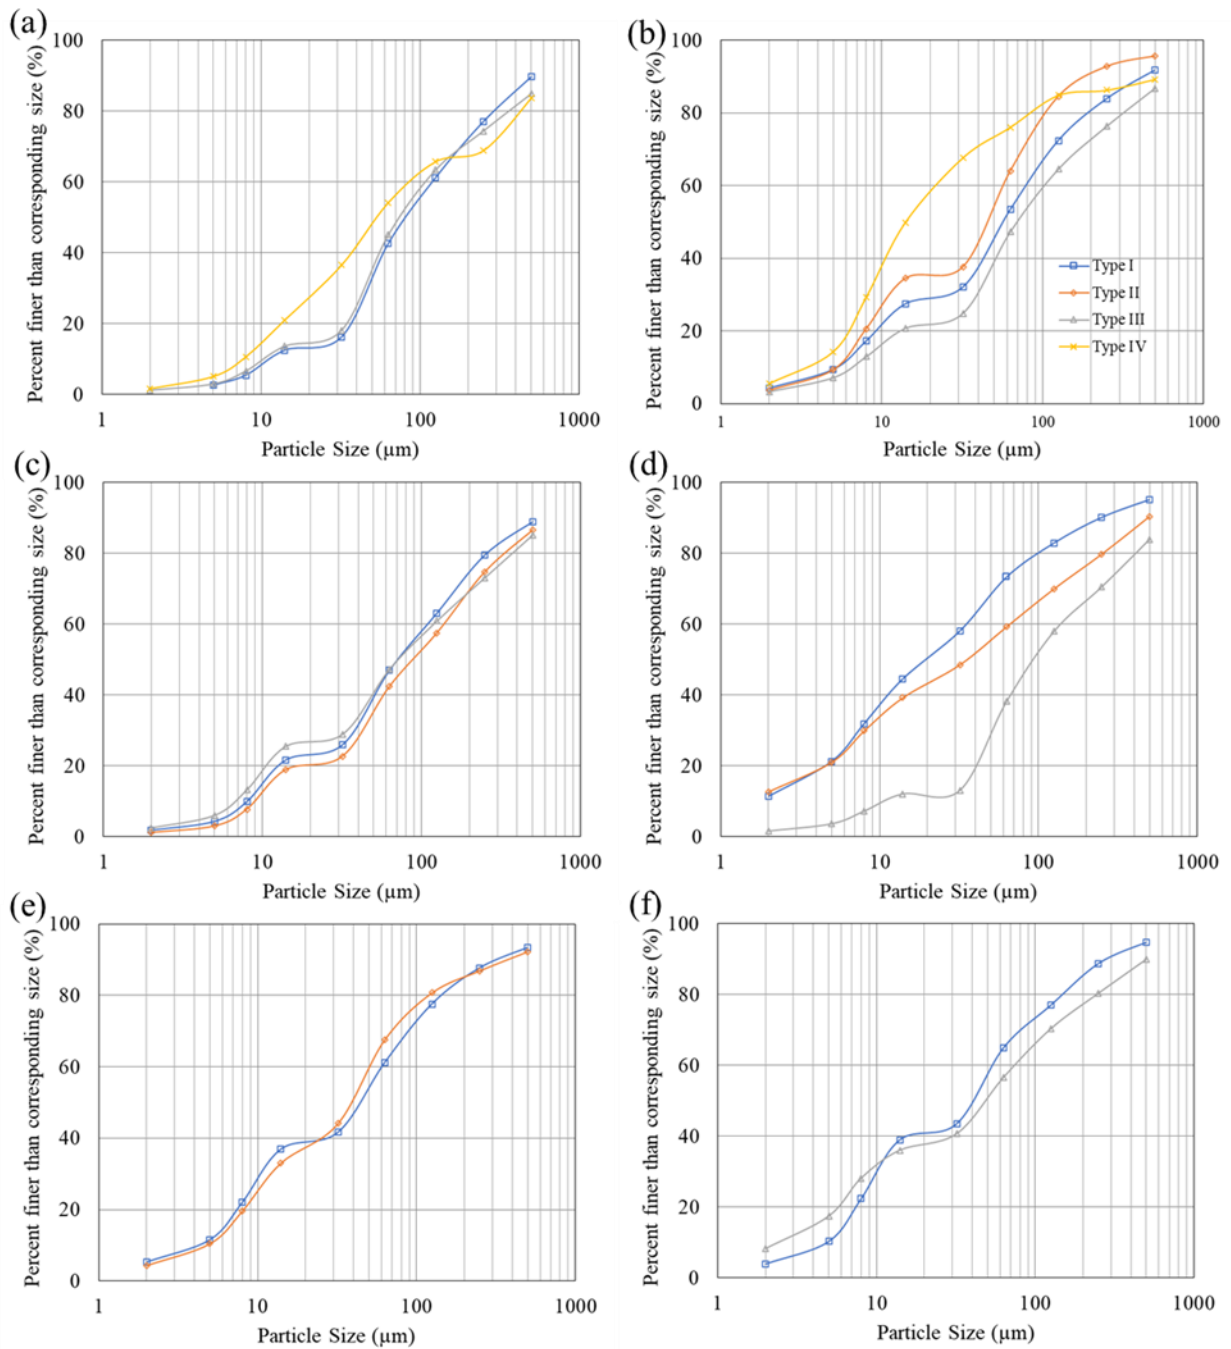 (a)
Percent finer than corresponding size (%)
100
80
60
40
20
0
1 10 100 1000
Particle Size (µm)
(b)
Percent finer than corresponding size (%)
100
80
60
40
20
0
1 10 100 1000
Particle Size (µm)
Type I
Type II
Type III
Type IV
(c)
Percent finer than corresponding size (%)
100
80
60
40
20
0
1 10 100 1000
Particle Size (µm)
(d)
Percent finer than corresponding size (%)
100
80
60
40
20
0
1 10 100 1000
Particle Size (µm)
(e)
Percent finer than corresponding size (%)
100
80
60
40
20
0
1 10 100 1000
Particle Size (µm)
(f)
Percent finer than corresponding size (%)
100
80
60
40
20
0
1 10 100 1000
Particle Size (µm)